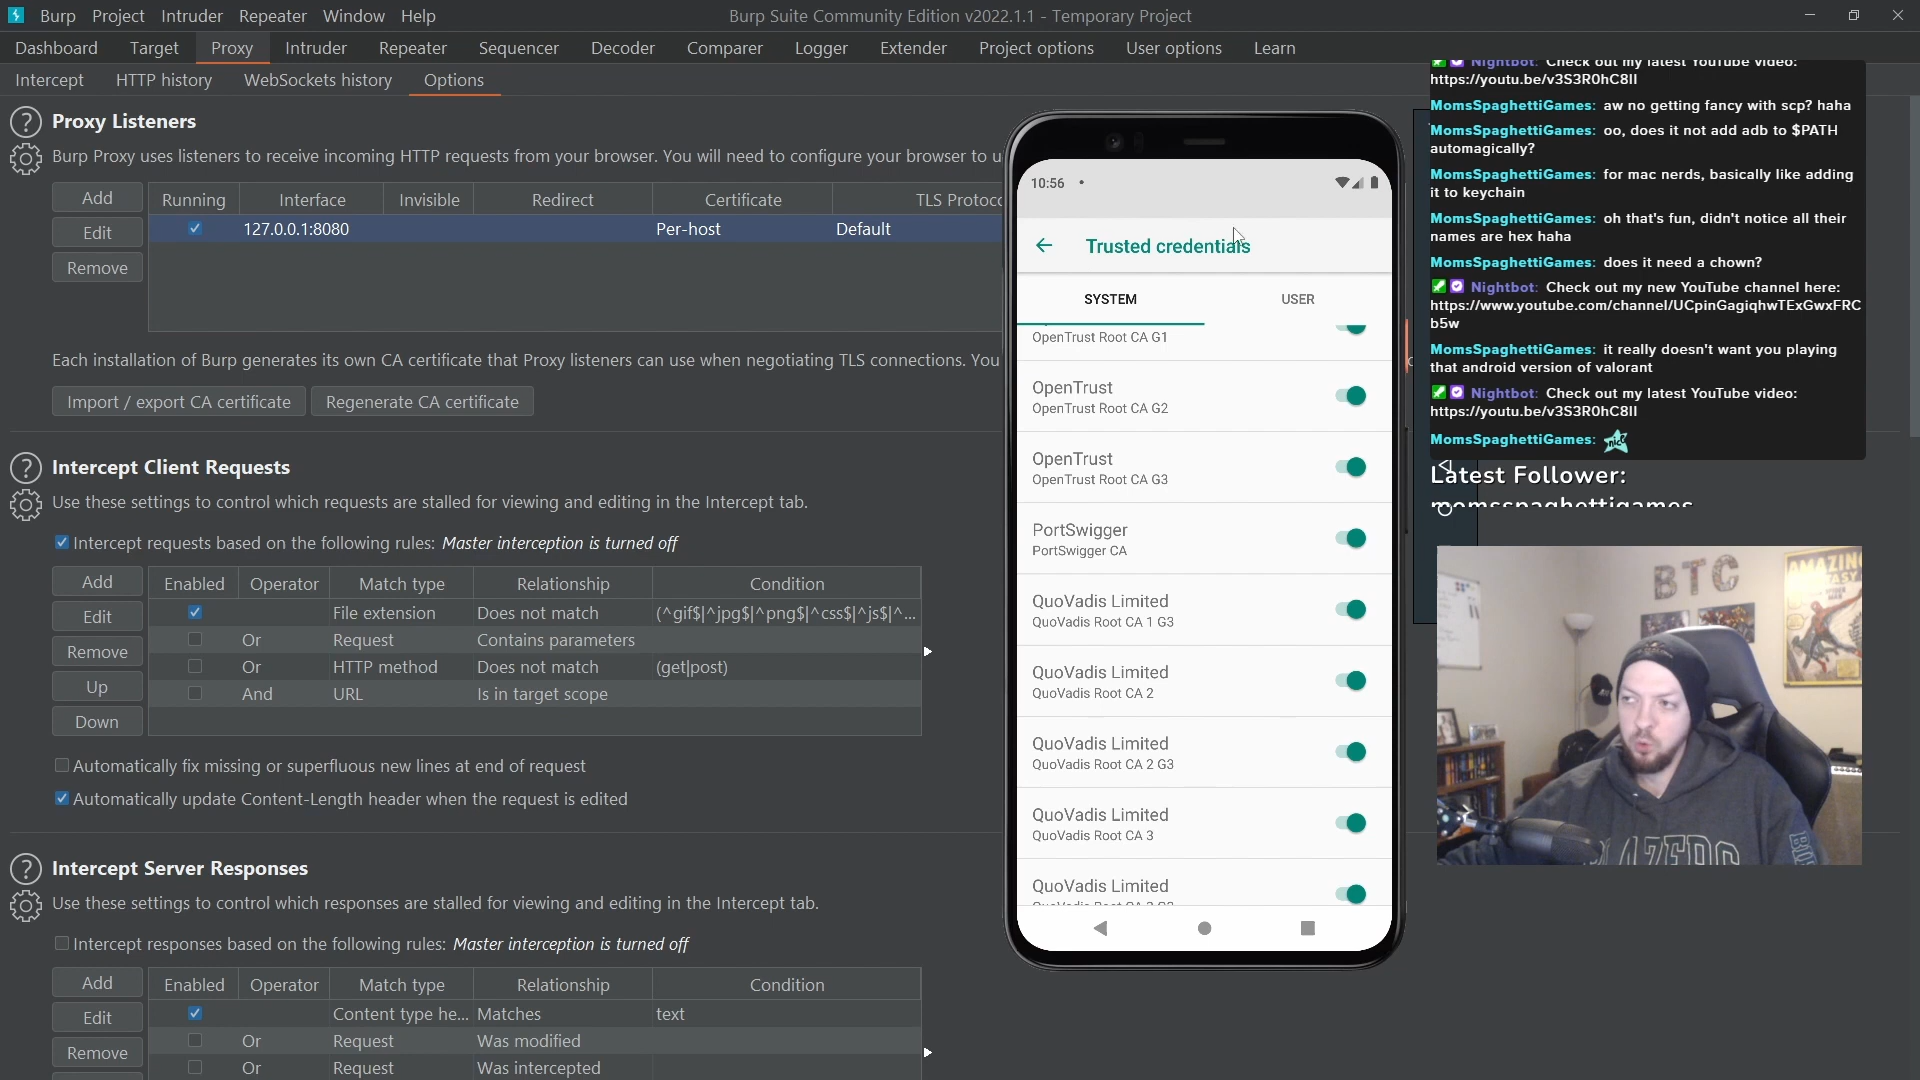 Burp Project Intruder Repeater Window Help
Burp Suite Community Edition v2022.1.1 - Temporary Project
Dashboard Target Proxy Intruder Repeater Sequencer Decoder Comparer Logger Extender Project options User options Learn
Intercept HTTP history WebSockets history Options
Proxy Listeners
Burp Proxy uses listeners to receive incoming HTTP requests from your browser. You will need to configure your browser to u
Add
Edit
Remove
Running Interface Invisible Redirect Certificate TLS Protoco
127.0.0.1:8080 Per-host Default
Each installation of Burp generates its own CA certificate that Proxy listeners can use when negotiating TLS connections. You
Import / export CA certificate Regenerate CA certificate
Intercept Client Requests
Use these settings to control which requests are stalled for viewing and editing in the Intercept tab.
Intercept requests based on the following rules: Master interception is turned off
Add
Edit
Remove
Up
Down
Enabled Operator Match type Relationship Condition
File extension Does not match (^gif$|^jpg$|^png$|^css$|^js$|^...
Or Request Contains parameters
Or HTTP method Does not match (get|post)
And URL Is in target scope
Automatically fix missing or superfluous new lines at end of request
Automatically update Content-Length header when the request is edited
Intercept Server Responses
Use these settings to control which responses are stalled for viewing and editing in the Intercept tab.
Intercept responses based on the following rules: Master interception is turned off
Add
Edit
Remove
Enabled Operator Match type Relationship Condition
Content type he... Matches text
Or Request Was modified
Or Request Was intercepted
10:56
Trusted credentials
SYSTEM USER
OpenTrust Root CA G1
OpenTrust
OpenTrust Root CA G2
OpenTrust
OpenTrust Root CA G3
PortSwigger
PortSwigger CA
QuoVadis Limited
QuoVadis Root CA 1 G3
QuoVadis Limited
QuoVadis Root CA 2
QuoVadis Limited
QuoVadis Root CA 2 G3
QuoVadis Limited
QuoVadis Root CA 3
QuoVadis Limited
QuoVadis Root CA 3 G3
Nightbot: Check out my latest YouTube video:
https://youtu.be/v3S3R0hC8lI
MomsSpaghettiGames: aw no getting fancy with scp? haha
MomsSpaghettiGames: oo, does it not add adb to $PATH
automagically?
MomsSpaghettiGames: for mac nerds, basically like adding
it to keychain
MomsSpaghettiGames: oh that's fun, didn't notice all their
names are hex haha
MomsSpaghettiGames: does it need a chown?
Nightbot: Check out my new YouTube channel here:
https://www.youtube.com/channel/UCpinGagiqhwTExGwxFRC
b5w
MomsSpaghettiGames: it really doesn't want you playing
that android version of valorant
Nightbot: Check out my latest YouTube video:
https://youtu.be/v3S3R0hC8lI
MomsSpaghettiGames:
Latest Follower:
momsspaghettigames
BTC
AMAZING